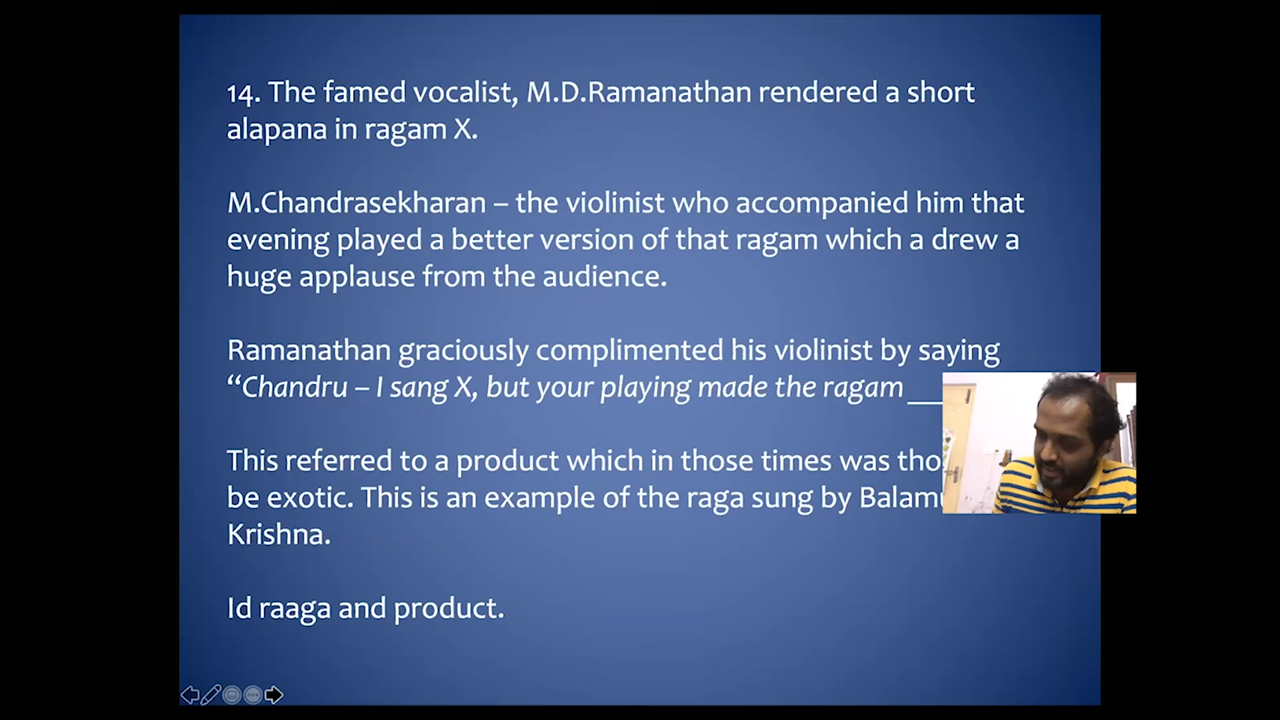 14. The famed vocalist, M.D.Ramanathan rendered a short
alapana in ragam X.
M.Chandrasekharan – the violinist who accompanied him that
evening played a better version of that ragam which a drew a
huge applause from the audience.
Ramanathan graciously complimented his violinist by saying
“Chandru – I sang X, but your playing made the ragam ___
This referred to a product which in those times was
be exotic. This is an example of the raga sung by
Krishna.
Id raaga and product.